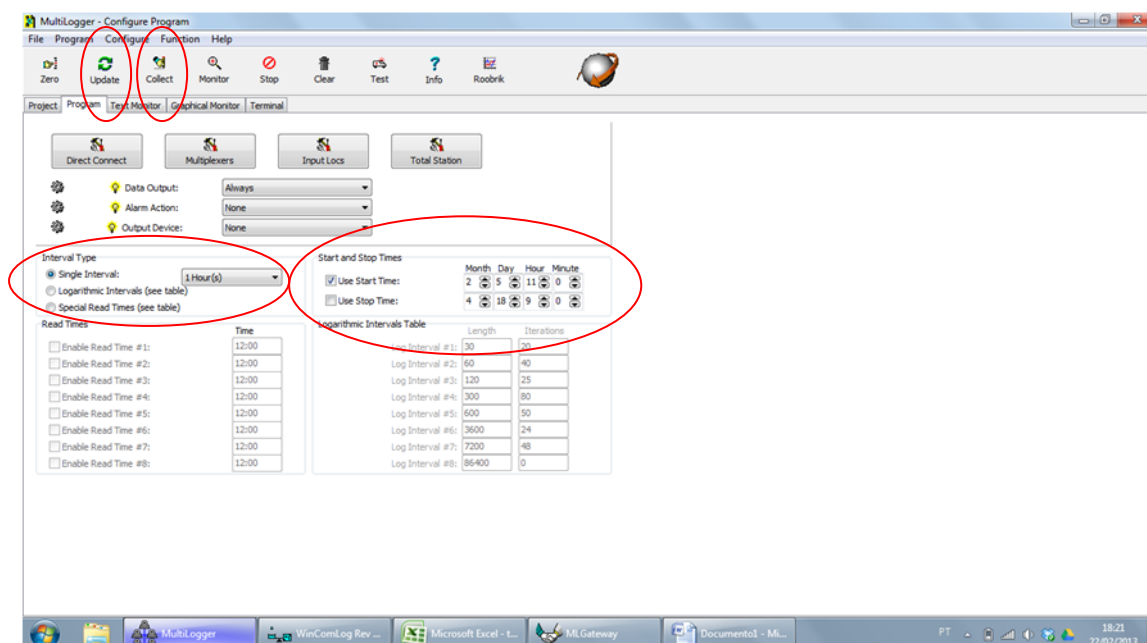 MultiLogger - Configure Program
File Program Configure Function Help
Zero Update Collect Monitor Stop Clear Test Info Roobrik
Project Program Text Monitor Graphical Monitor Terminal
Direct Connect Multiplexers Input Locs Total Station
Data Output: Always
Alarm Action: None
Output Device: None
Interval Type
Single Interval: 1 Hour(s)
Logarithmic Intervals (see table)
Special Read Times (see table)
Start and Stop Times
Month Day Hour Minute
Use Start Time: 2 5 11 0
Use Stop Time: 4 18 9 0
Read Times
Time
Enable Read Time #1: 12:00
Enable Read Time #2: 12:00
Enable Read Time #3: 12:00
Enable Read Time #4: 12:00
Enable Read Time #5: 12:00
Enable Read Time #6: 12:00
Enable Read Time #7: 12:00
Enable Read Time #8: 12:00
Logarithmic Intervals Table
Length Iterations
Log Interval #1: 30 20
Log Interval #2: 60 40
Log Interval #3: 120 25
Log Interval #4: 300 80
Log Interval #5: 600 50
Log Interval #6: 3600 24
Log Interval #7: 7200 48
Log Interval #8: 86400 0
MultiLogger WinComLog Rev ... Microsoft Excel - t... MLGateway Documento1 - Mi... PT 18:21
22/02/2013